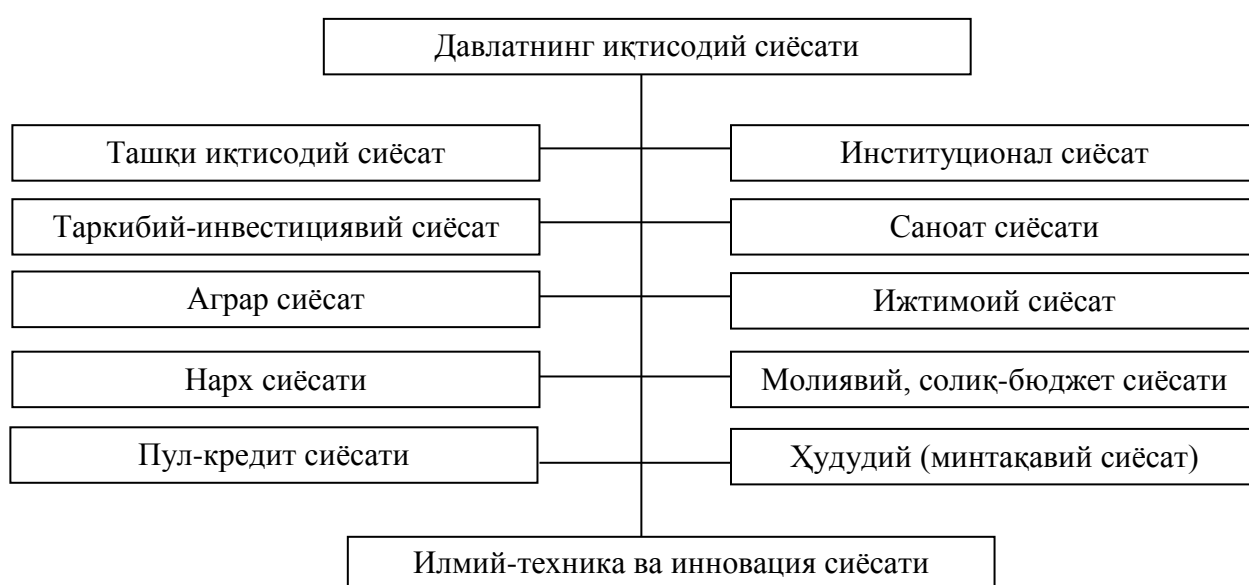 Давлатнинг иқтисодий сиёсати
Ташқи иқтисодий сиёсат
Институционал сиёсат
Таркибий-инвестициявий сиёсат
Саноат сиёсати
Аграр сиёсат
Ижтимоий сиёсат
Нарх сиёсати
Молиявий, солиқ-бюджет сиёсати
Пул-кредит сиёсати
Ҳудудий (минтақавий сиёсат)
Илмий-техника ва инновация сиёсати